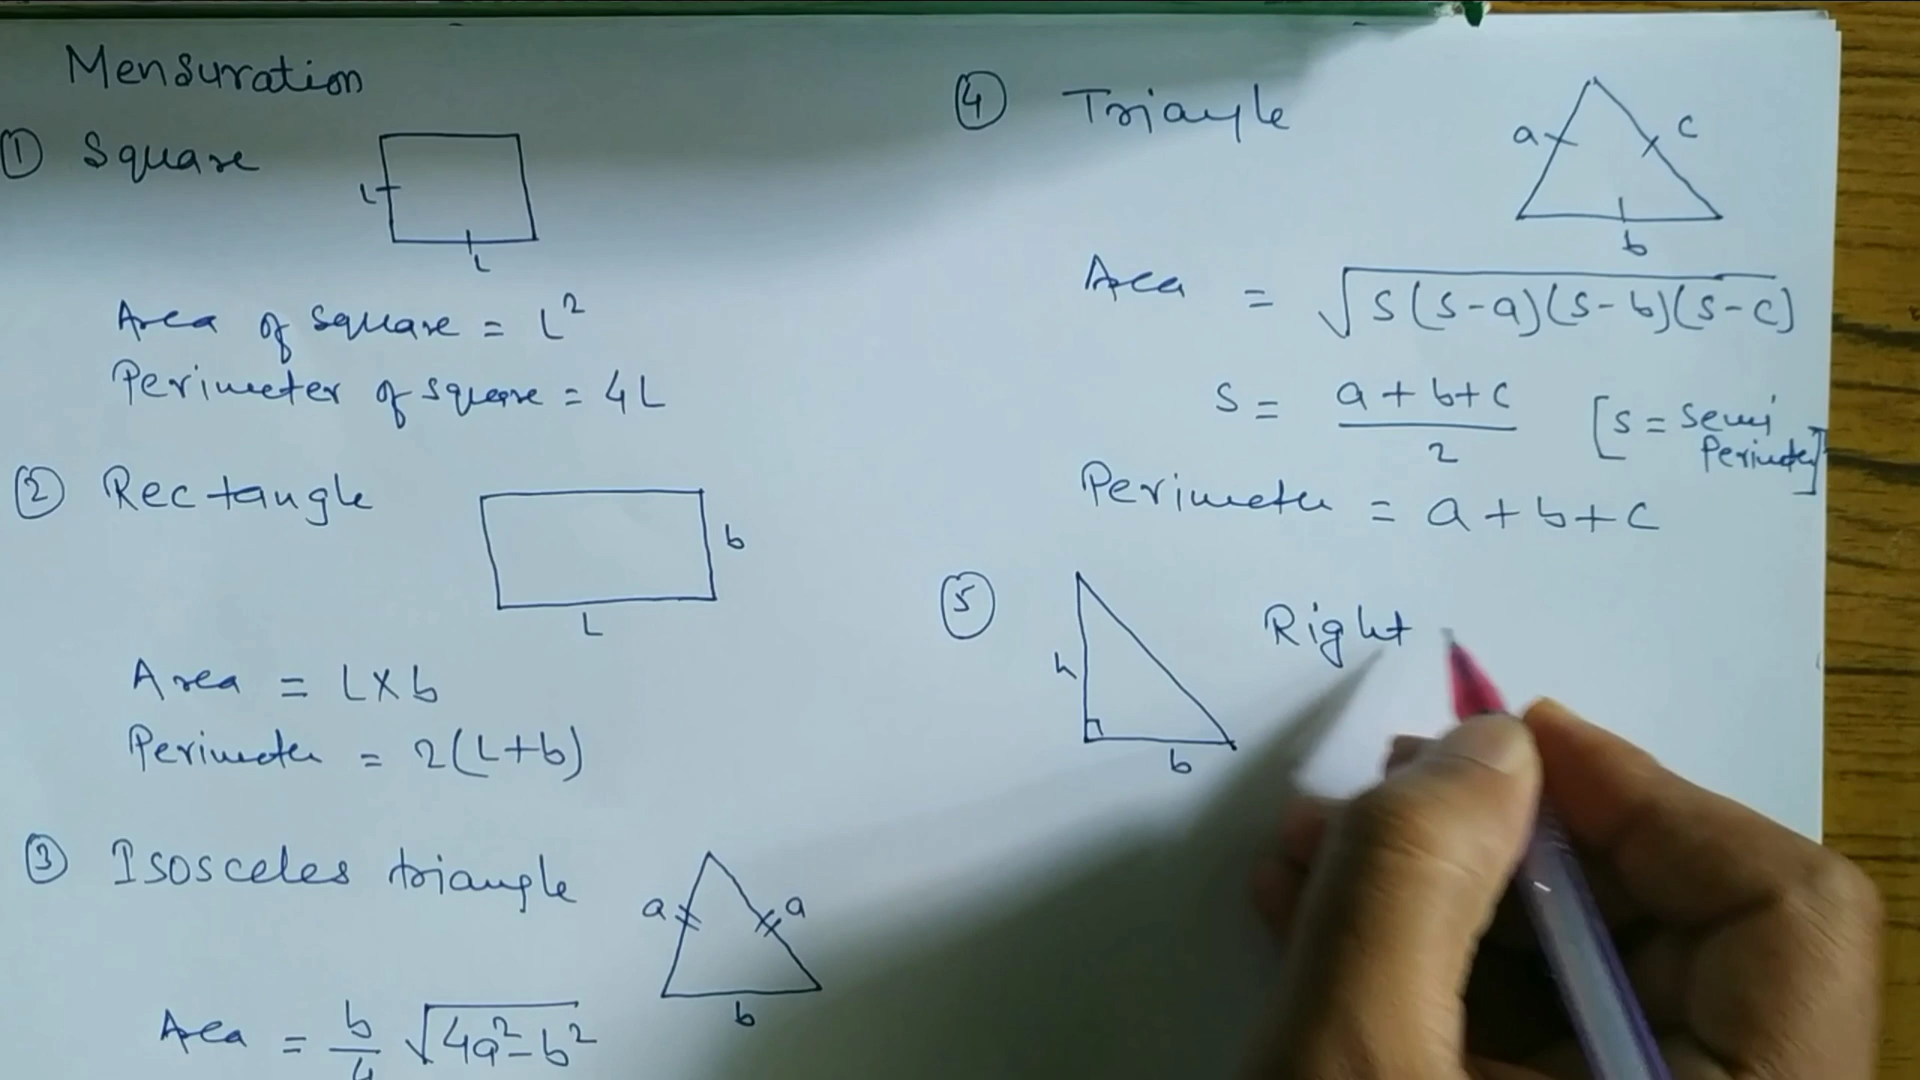 Mensuration
① Square
L
L
Area of square = L²
Perimeter of square = 4L
② Rectangle
b
L
Area = L×b
Perimeter = 2(L+b)
③ Isosceles triangle
a a
b
Area = b/4 √4a²-b²
④ Triangle
a c
b
Area = √s(s-a)(s-b)(s-c)
s = a+b+c/2 [s = semi
Perimeter]
Perimeter = a+b+c
⑤ Right
h
b